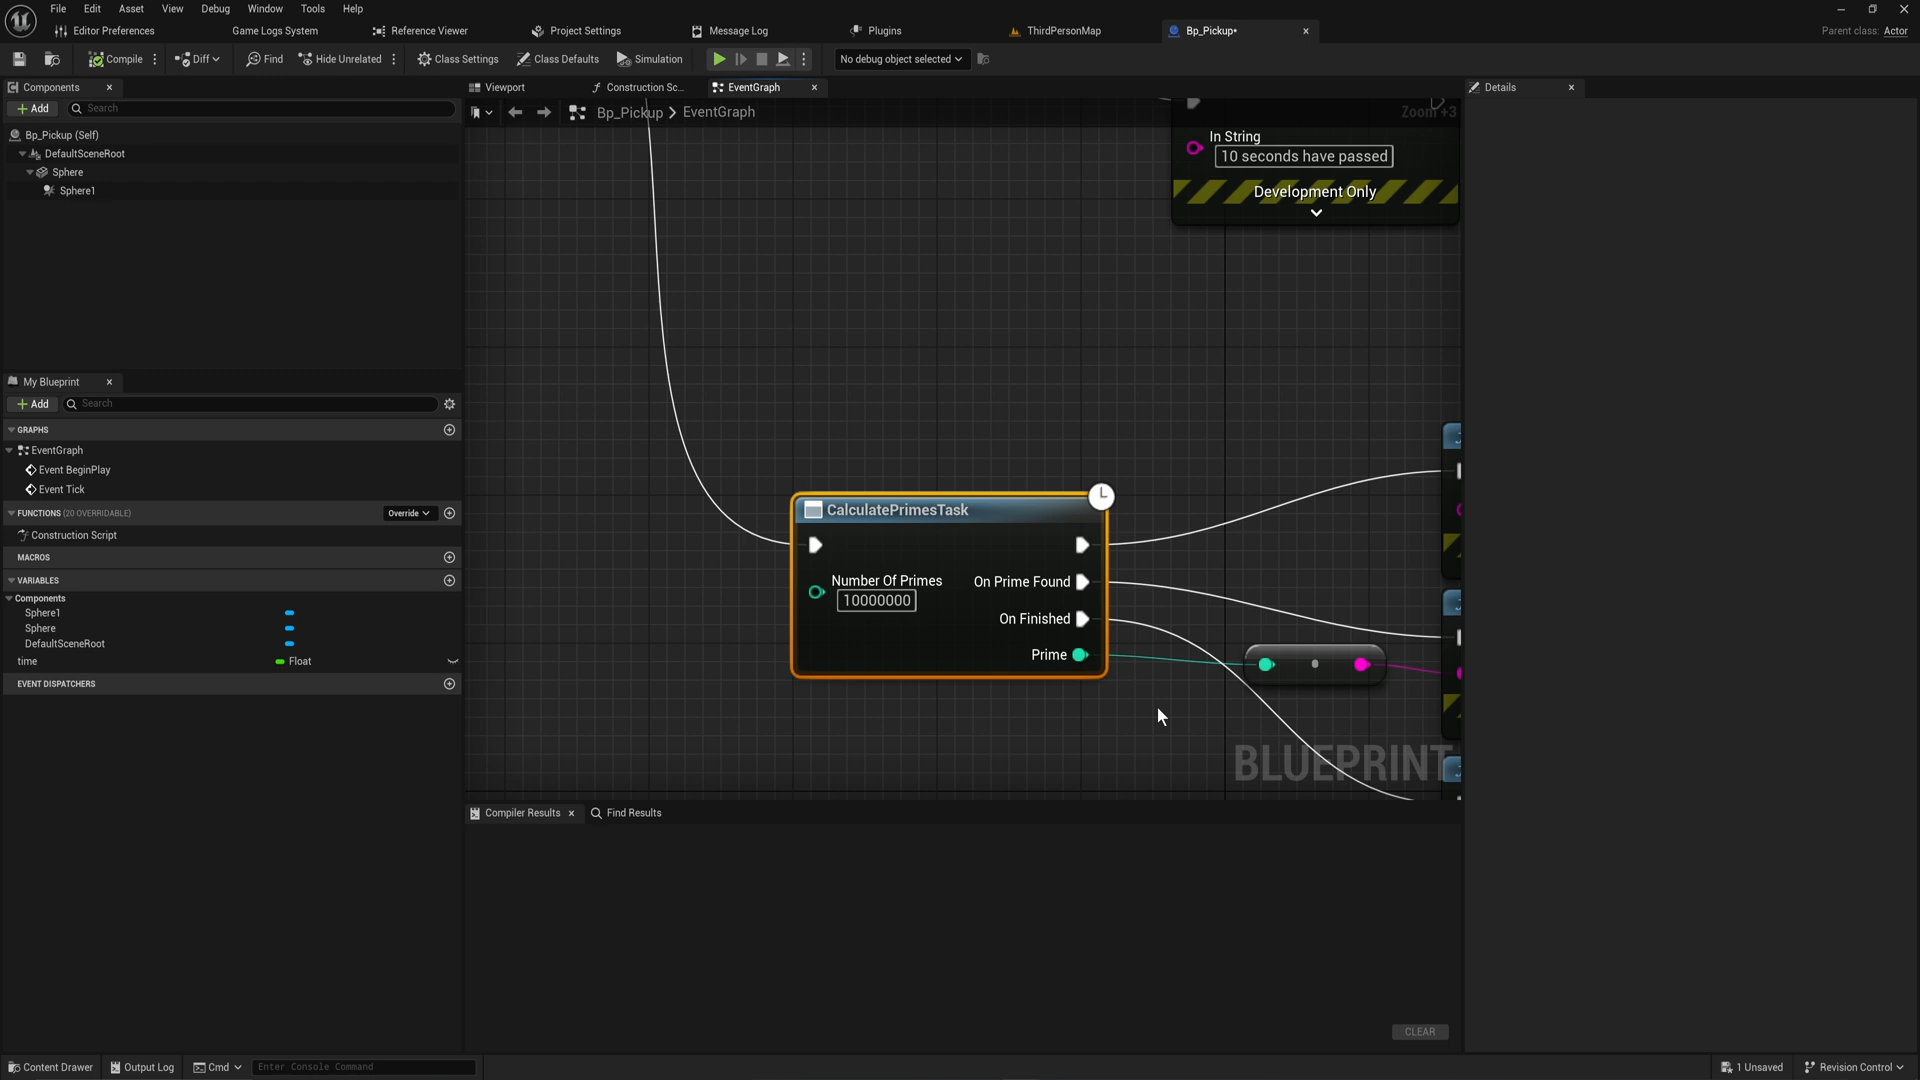 File Edit Asset View Debug Window Tools Help
Editor Preferences Game Logs System Reference Viewer Project Settings Message Log Plugins ThirdPersonMap Bp_Pickup* Parent class: Actor
Compile Diff Find Hide Unrelated Class Settings Class Defaults Simulation No debug object selected
Components
Add Search
Bp_Pickup (Self)
DefaultSceneRoot
Sphere
Sphere1
My Blueprint
Add Search
GRAPHS
EventGraph
Event BeginPlay
Event Tick
FUNCTIONS (20 OVERRIDABLE) Override
Construction Script
MACROS
VARIABLES
Components
Sphere1
Sphere
DefaultSceneRoot
time Float
EVENT DISPATCHERS
Viewport Construction Sc... EventGraph
Bp_Pickup > EventGraph Zoom +3
In String
10 seconds have passed
Development Only
CalculatePrimesTask
Number Of Primes On Prime Found
10000000
On Finished
Prime
BLUEPRINT
Compiler Results Find Results
CLEAR
Details
Content Drawer Output Log Cmd Enter Console Command 1 Unsaved Revision Control